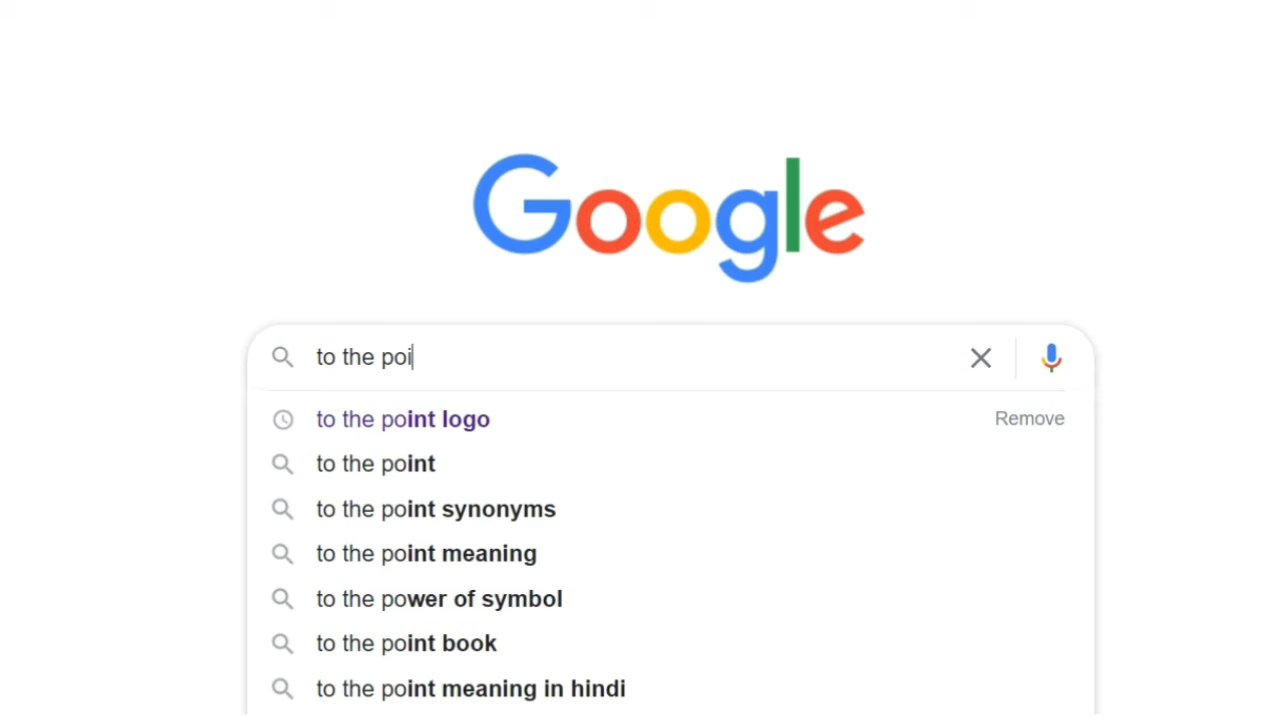 Google
to the poi
to the point logo
Remove
to the point
to the point synonyms
to the point meaning
to the power of symbol
to the point book
to the point meaning in hindi